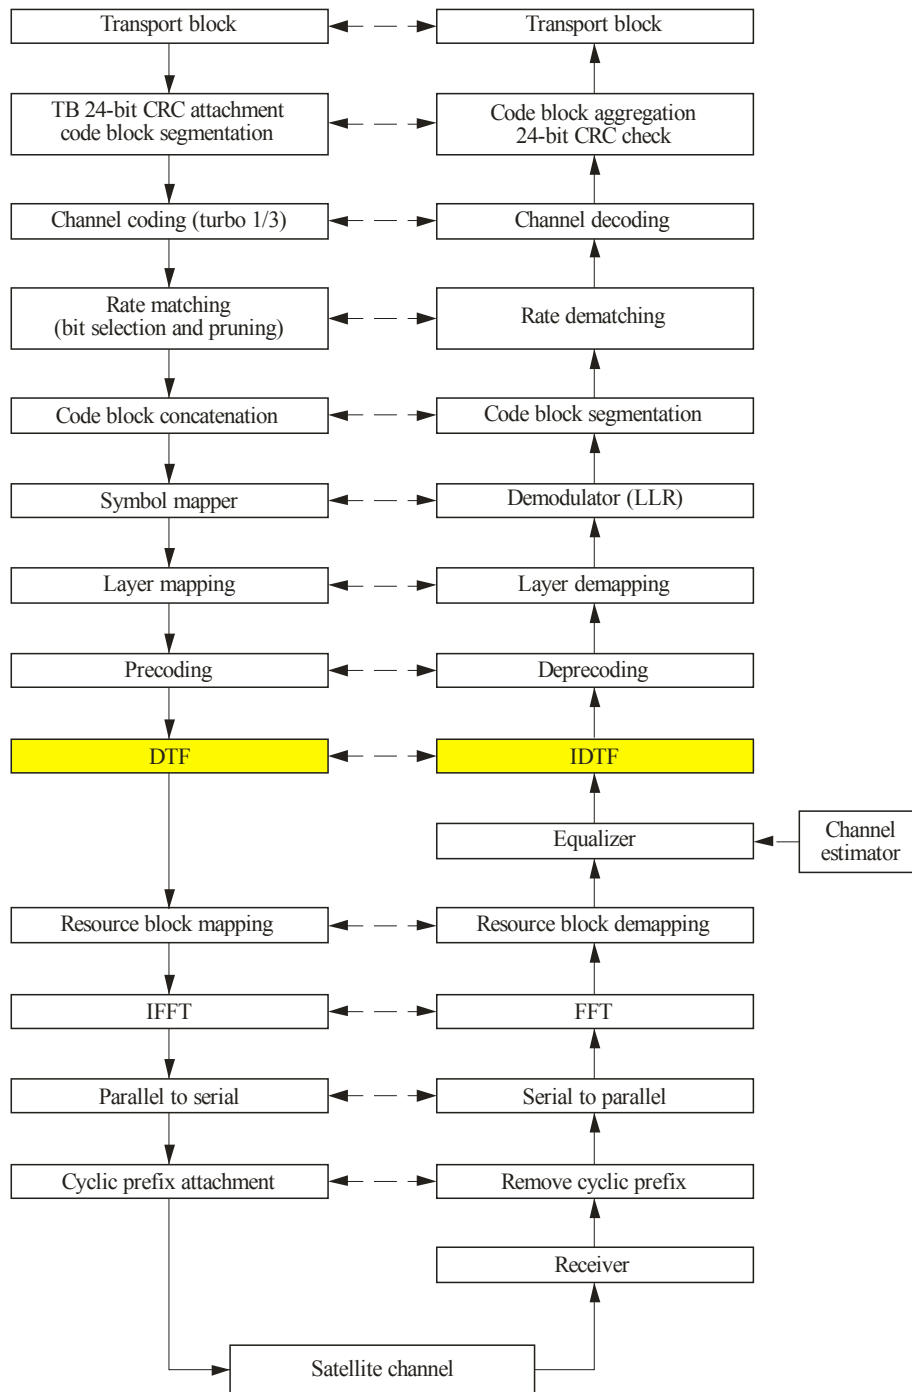 Transport block
Transport block
TB 24-bit CRC attachment
code block segmentation
Code block aggregation
24-bit CRC check
Channel coding (turbo 1/3)
Channel decoding
Rate matching
(bit selection and pruning)
Rate dematching
Code block concatenation
Code block segmentation
Symbol mapper
Demodulator (LLR)
Layer mapping
Layer demapping
Precoding
Deprecoding
DTF
IDTF
Equalizer
Channel
estimator
Resource block mapping
Resource block demapping
IFFT
FFT
Parallel to serial
Serial to parallel
Cyclic prefix attachment
Remove cyclic prefix
Receiver
Satellite channel